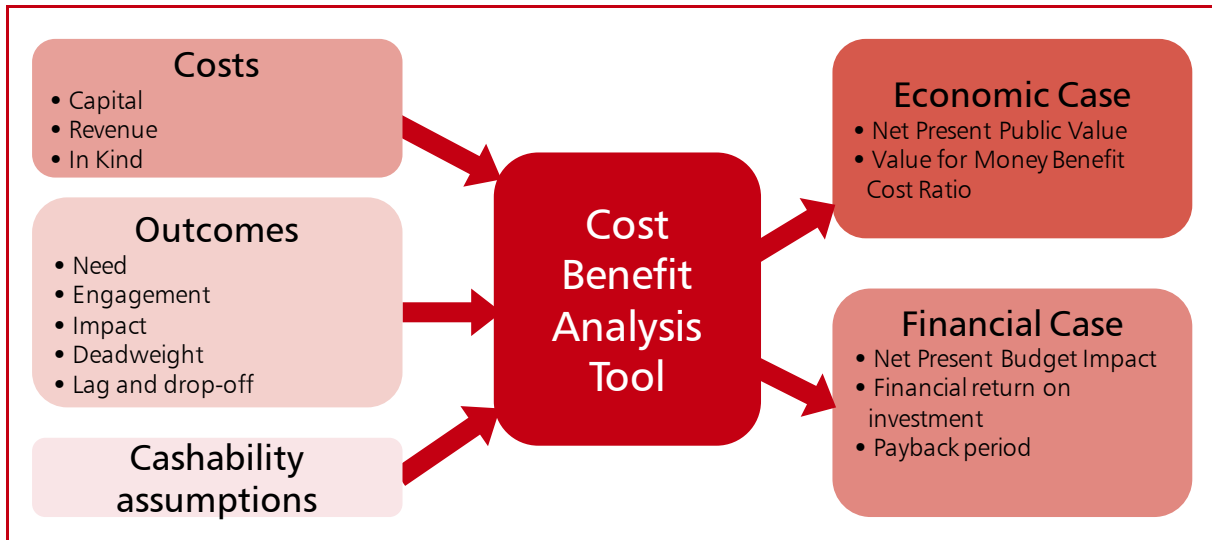 Costs
• Capital
• Revenue
• In Kind
Outcomes
• Need
• Engagement
• Impact
• Deadweight
• Lag and drop-off
Cashability
assumptions
Cost
Benefit
Analysis
Tool
Economic Case
• Net Present Public Value
• Value for Money Benefit
Cost Ratio
Financial Case
• Net Present Budget Impact
• Financial return on
investment
• Payback period